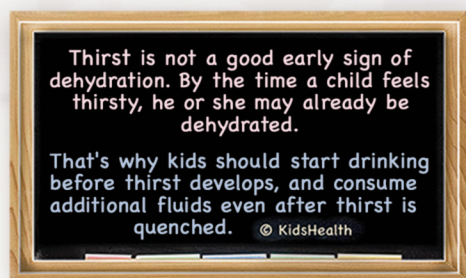 Thirst is not a good early sign of
dehydration. By the time a child feels
thirsty, he or she may already be
dehydrated.
That's why kids should start drinking
before thirst develops, and consume
additional fluids even after thirst is
quenched. © KidsHealth